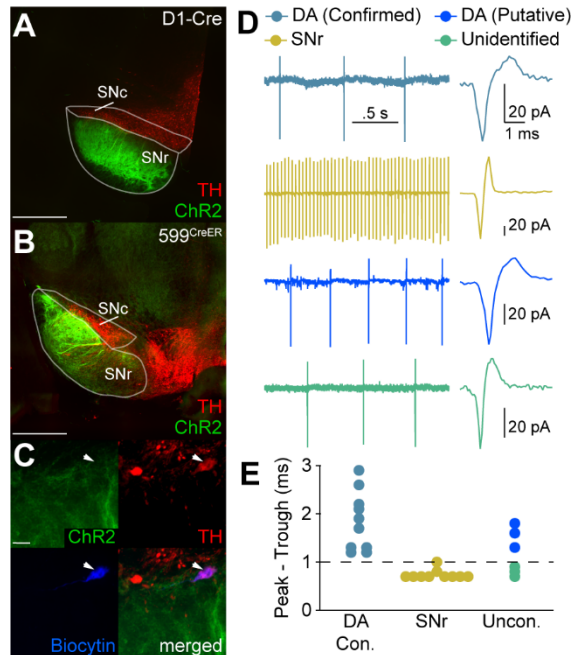 A
D1-Cre
SNc
SNr
TH
ChR2
B
599CreER
SNc
SNr
TH
ChR2
C
ChR2
TH
Biocytin
merged
D
DA (Confirmed)
DA (Putative)
SNr
Unidentified
20 pA
.5 s
1 ms
20 pA
20 pA
20 pA
E
Peak - Trough (ms)
3
2
1
0
DA Con.
SNr
Uncon.